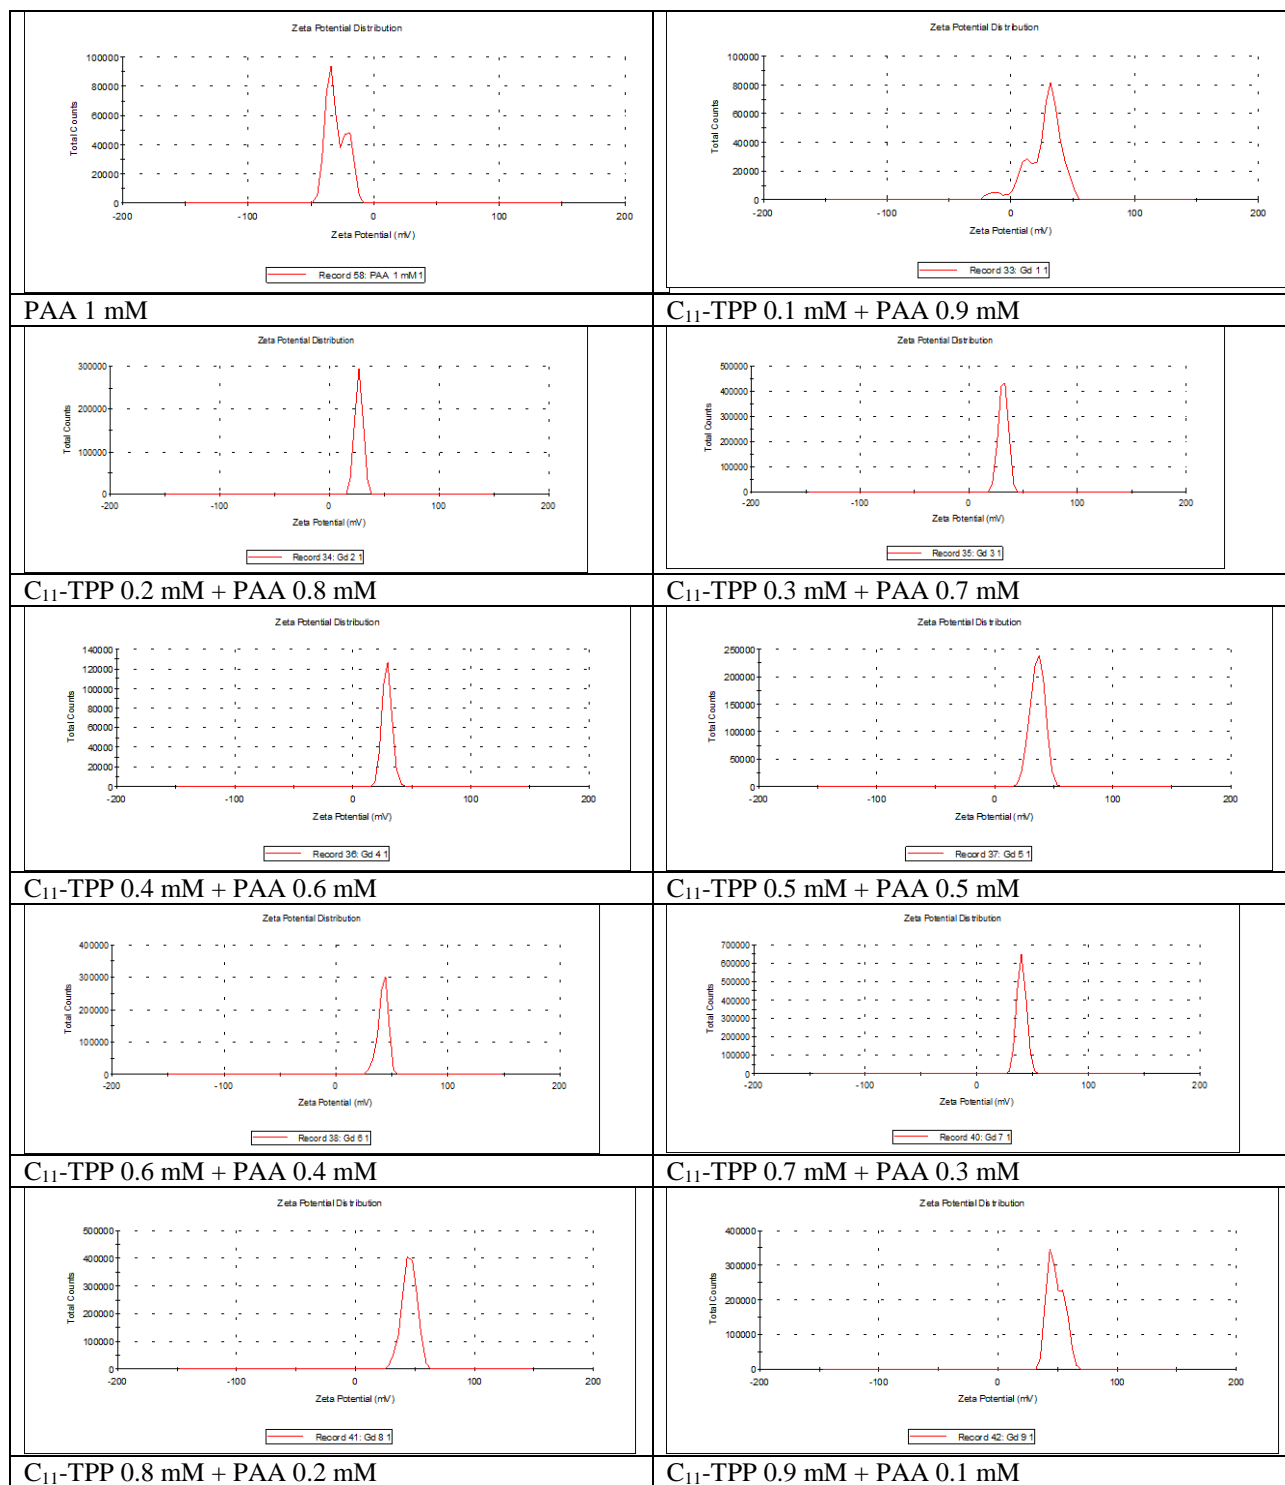 Zeta Potential Distribution
100000
80000
60000
40000
20000
0
-200 -100 0 100 200
Total Counts
Zeta Potential (mV)
Record 58: PAA 1 mM 1
Zeta Potential Distribution
100000
80000
60000
40000
20000
0
-200 -100 0 100 200
Total Counts
Zeta Potential (mV)
Record 33: Gd 1 1
PAA 1 mM
C₁₁-TPP 0.1 mM + PAA 0.9 mM
Zeta Potential Distribution
300000
200000
100000
0
-200 -100 0 100 200
Total Counts
Zeta Potential (mV)
Record 34: Gd 2 1
Zeta Potential Distribution
500000
400000
300000
200000
100000
0
-200 -100 0 100 200
Total Counts
Zeta Potential (mV)
Record 35: Gd 3 1
C₁₁-TPP 0.2 mM + PAA 0.8 mM
C₁₁-TPP 0.3 mM + PAA 0.7 mM
Zeta Potential Distribution
140000
120000
100000
80000
60000
40000
20000
0
-200 -100 0 100 200
Total Counts
Zeta Potential (mV)
Record 36: Gd 4 1
Zeta Potential Distribution
250000
200000
150000
100000
50000
0
-200 -100 0 100 200
Total Counts
Zeta Potential (mV)
Record 37: Gd 5 1
C₁₁-TPP 0.4 mM + PAA 0.6 mM
C₁₁-TPP 0.5 mM + PAA 0.5 mM
Zeta Potential Distribution
400000
300000
200000
100000
0
-200 -100 0 100 200
Total Counts
Zeta Potential (mV)
Record 38: Gd 6 1
Zeta Potential Distribution
700000
600000
500000
400000
300000
200000
100000
0
-200 -100 0 100 200
Total Counts
Zeta Potential (mV)
Record 40: Gd 7 1
C₁₁-TPP 0.6 mM + PAA 0.4 mM
C₁₁-TPP 0.7 mM + PAA 0.3 mM
Zeta Potential Distribution
500000
400000
300000
200000
100000
0
-200 -100 0 100 200
Total Counts
Zeta Potential (mV)
Record 41: Gd 8 1
Zeta Potential Distribution
400000
300000
200000
100000
0
-200 -100 0 100 200
Total Counts
Zeta Potential (mV)
Record 42: Gd 9 1
C₁₁-TPP 0.8 mM + PAA 0.2 mM
C₁₁-TPP 0.9 mM + PAA 0.1 mM